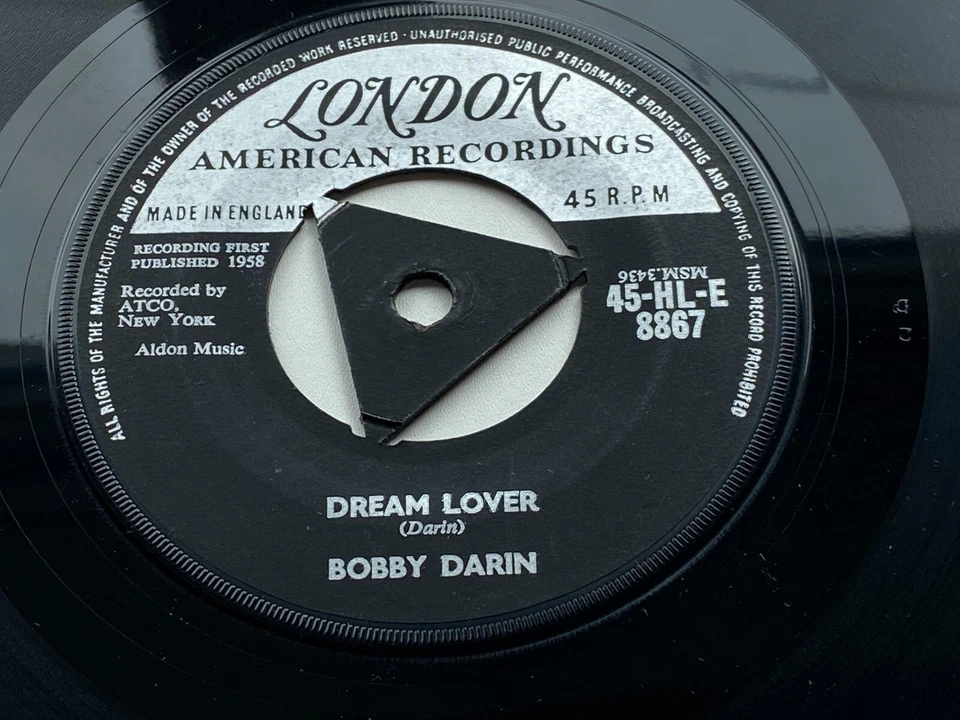 ALL RIGHTS OF THE MANUFACTURER AND OF THE OWNER OF THE RECORDED WORK RESERVED · UNAUTHORISED PUBLIC PERFORMANCE BROADCASTING AND COPYING OF THIS RECORD PROHIBITED
LONDON
AMERICAN RECORDINGS
MADE IN ENGLAND
45 R.P.M
RECORDING FIRST
PUBLISHED 1958
Recorded by
ATCO,
NEW YORK
Aldon Music
MSM.3436
45-HL-E
8867
DREAM LOVER
(Darin)
BOBBY DARIN